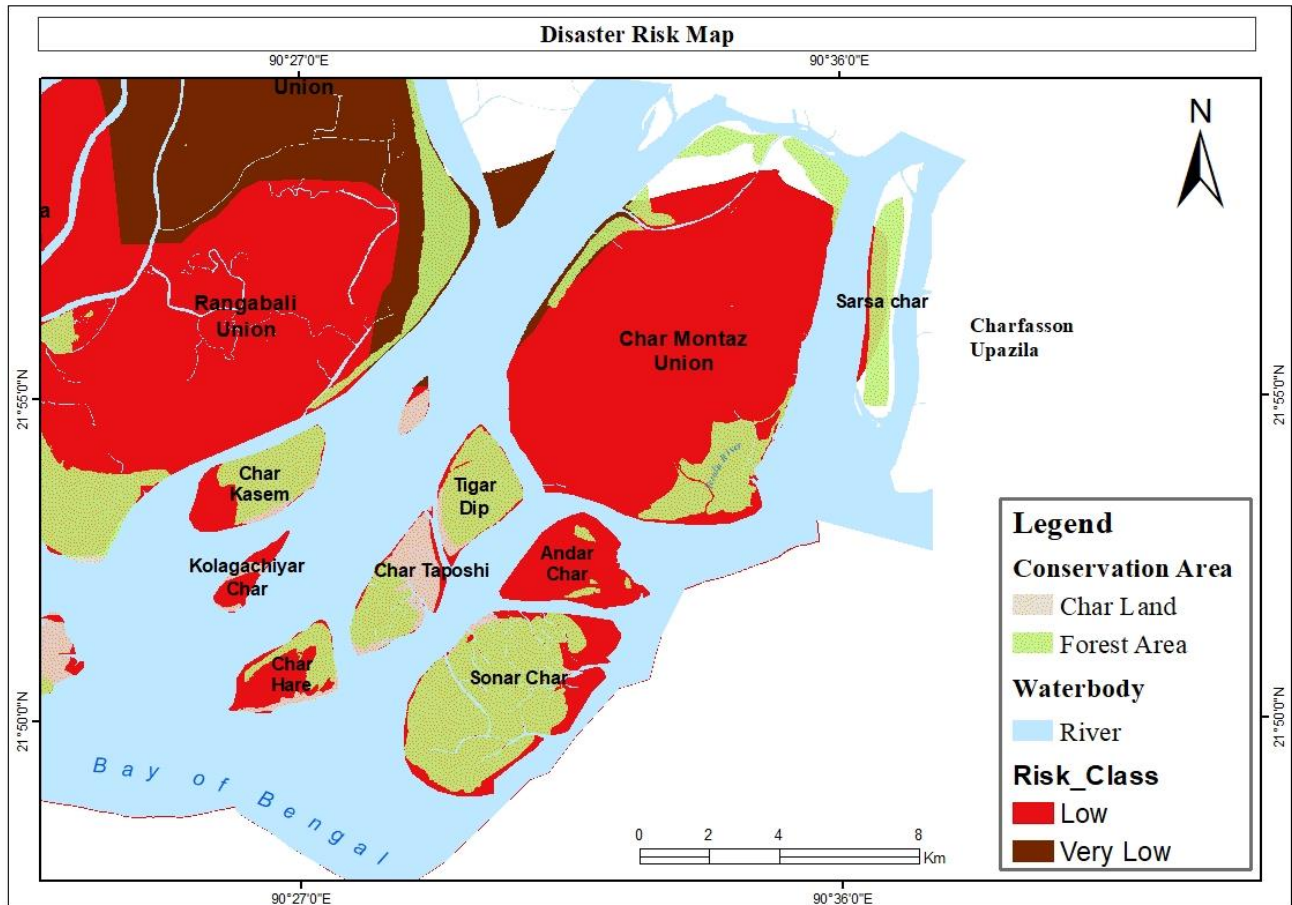 Disaster Risk Map
90°27'0"E
90°36'0"E
Union
N
a
Rangabali
Union
Sarsa char
Char Montaz
Union
Charfasson
Upazila
21°55'0"N
21°55'0"N
Char
Kasem
Tigar
Dip
Kolagachiyar
Char
Char Taposhi
Andar
Char
Char
Hare
Sonar Char
21°50'0"N
21°50'0"N
Bay of Bengal
0 2 4 8
Km
Legend
Conservation Area
Char Land
Forest Area
Waterbody
River
Risk_Class
Low
Very Low
90°27'0"E
90°36'0"E